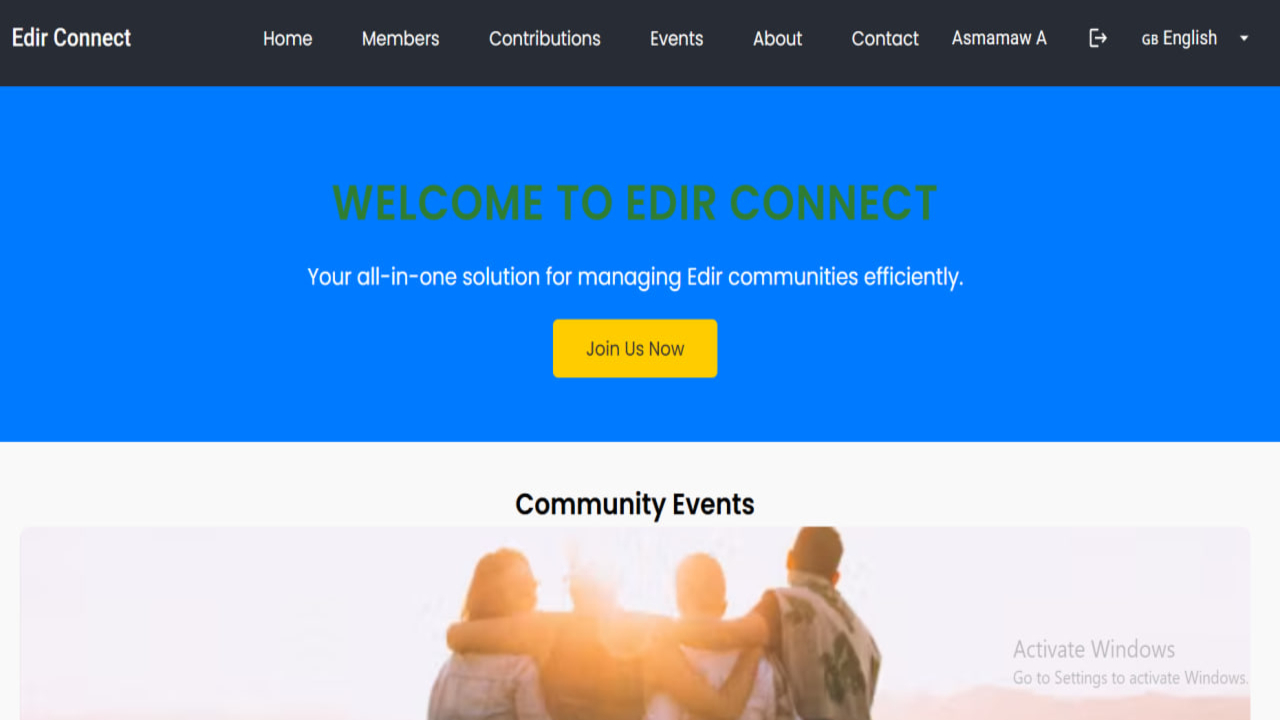 Edir Connect Home Members Contributions Events About Contact Asmamaw A GB English
WELCOME TO EDIR CONNECT
Your all-in-one solution for managing Edir communities efficiently.
Join Us Now
Community Events
Activate Windows
Go to Settings to activate Windows.